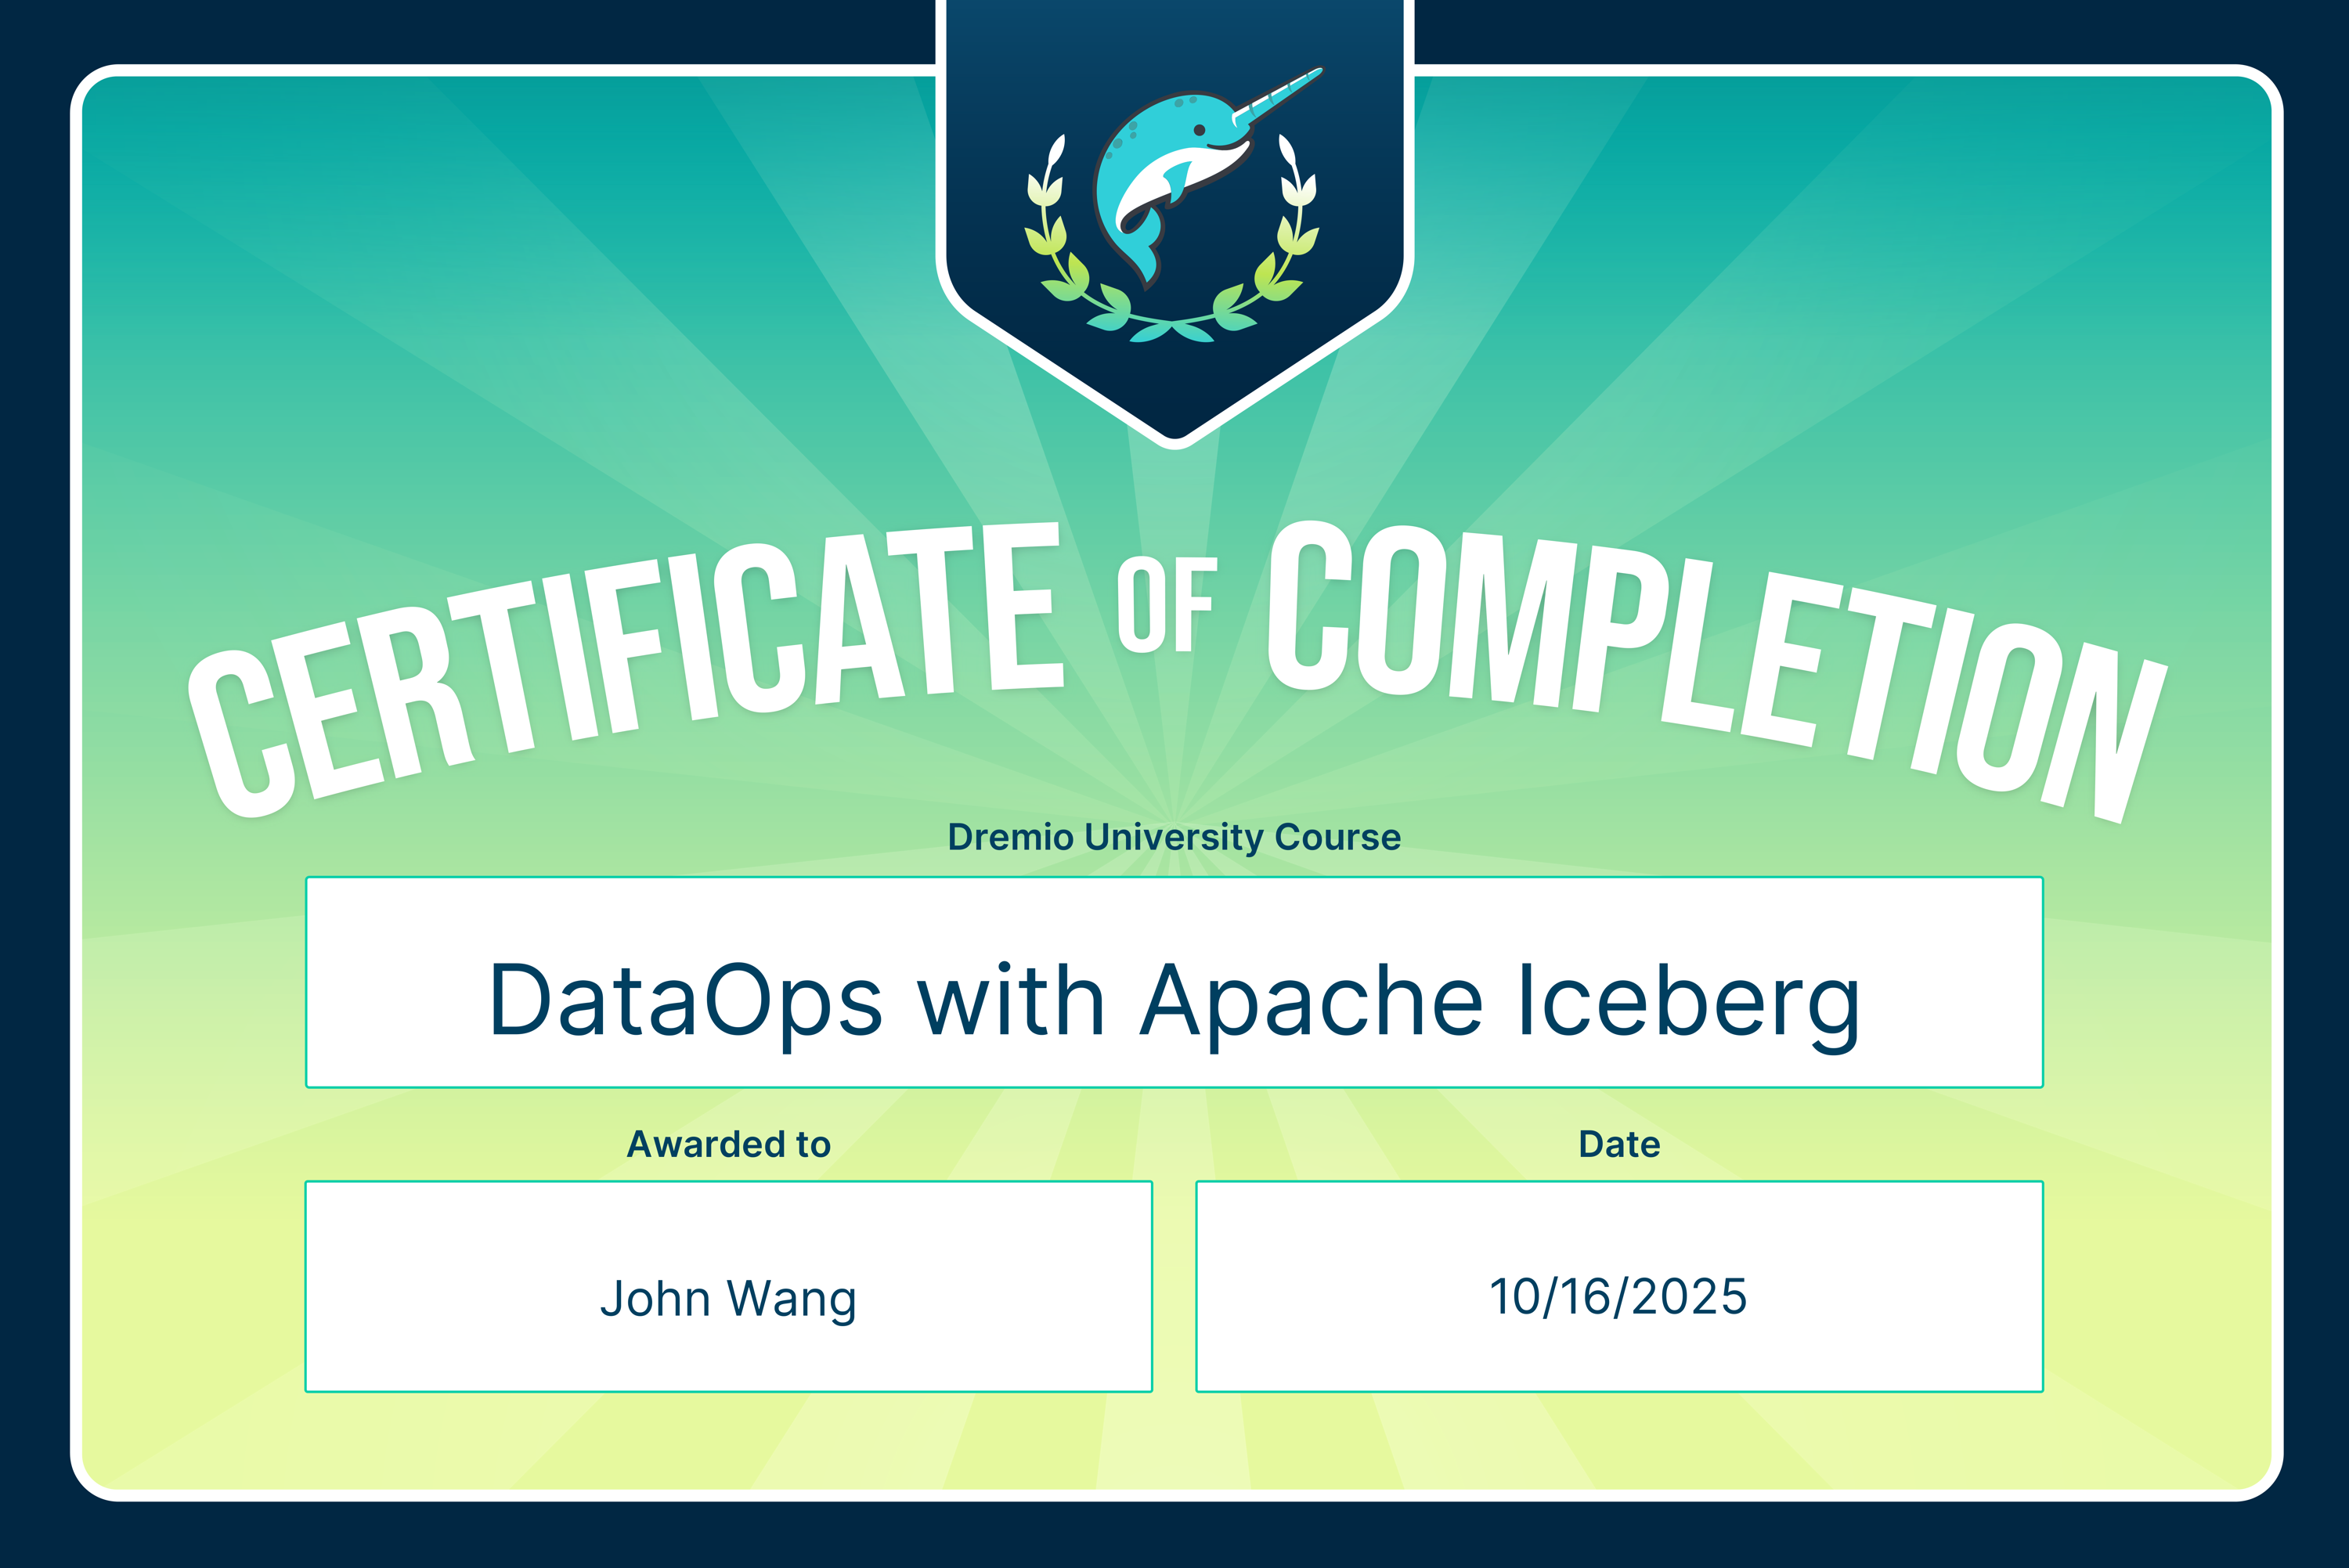 CERTIFICATE OF COMPLETION
Dremio University Course
DataOps with Apache Iceberg
Awarded to
Date
John Wang
10/16/2025